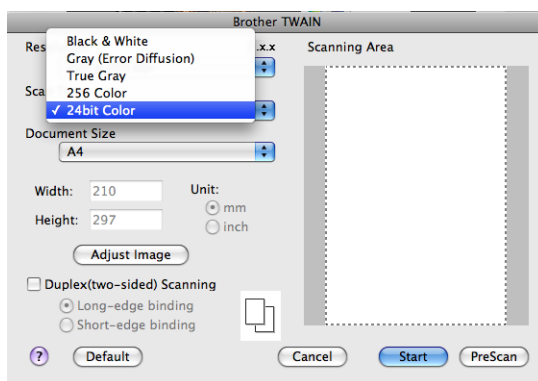 Brother TWAIN
Res
.x.x
Scanning Area
Black & White
Gray (Error Diffusion)
True Gray
256 Color
Sca
✓ 24bit Color
Document Size
A4
Width: 210
Unit:
mm
Height: 297
inch
Adjust Image
Duplex(two-sided) Scanning
Long-edge binding
Short-edge binding
? Default Cancel Start PreScan